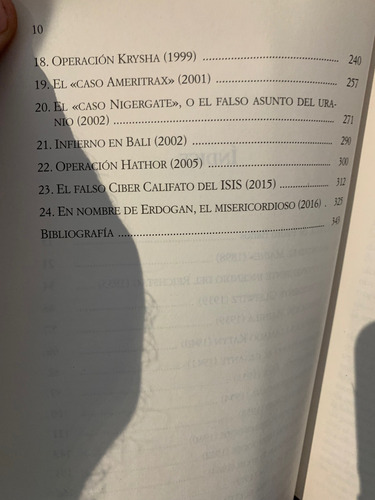 10
18. Operación Krysha (1999) ........ 240
19. El «caso Ameritrax» (2001) ........ 257
20. El «caso Nigergate», o el falso asunto del ura-
nio (2002) ........ 271
21. Infierno en Bali (2002) ........ 290
22. Operación Hathor (2005) ........ 300
23. El falso Ciber Califato del ISIS (2015) ........ 312
24. En nombre de Erdogan, el misericordioso (2016) . 325
Bibliografía ........ 349